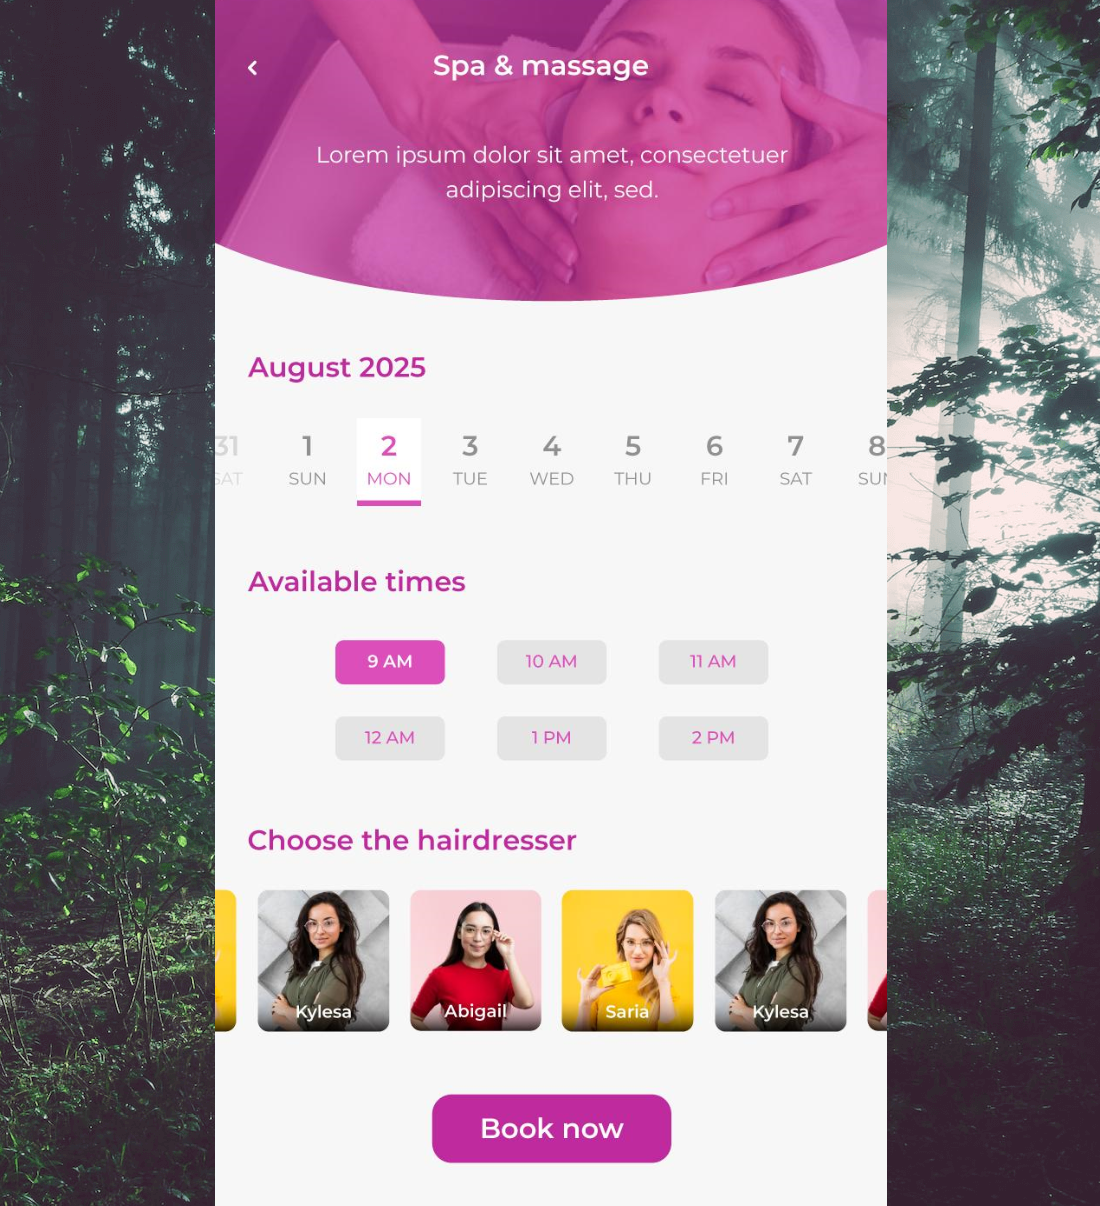 Spa & massage
Lorem ipsum dolor sit amet, consectetuer
adipiscing elit, sed.
August 2025
31 1 2 3 4 5 6 7 8
SAT SUN MON TUE WED THU FRI SAT SUN
Available times
9 AM 10 AM 11 AM
12 AM 1 PM 2 PM
Choose the hairdresser
Kylesa Abigail Saria Kylesa
Book now